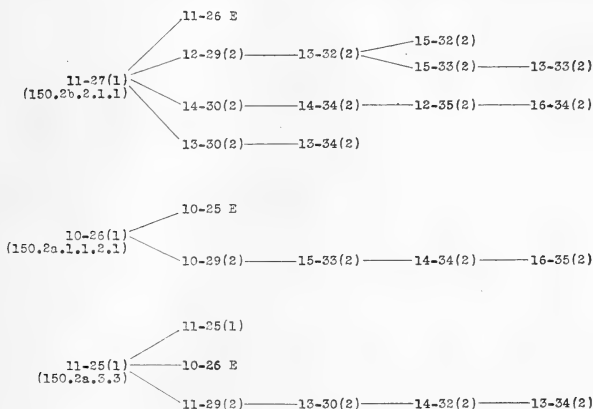 11-26 E
12-29(2) 13-32(2) 15-32(2)
15-33(2) 13-33(2)
11-27(1)
(150.2b.2.1.1)
14-30(2) 14-34(2) 12-35(2) 16-34(2)
13-30(2) 13-34(2)
10-25 E
10-26(1)
(150.2a.1.1.2.1)
10-29(2) 15-33(2) 14-34(2) 16-35(2)
11-25(1)
11-25(1) 10-26 E
(150.2a.3.3)
11-29(2) 13-30(2) 14-32(2) 13-34(2)